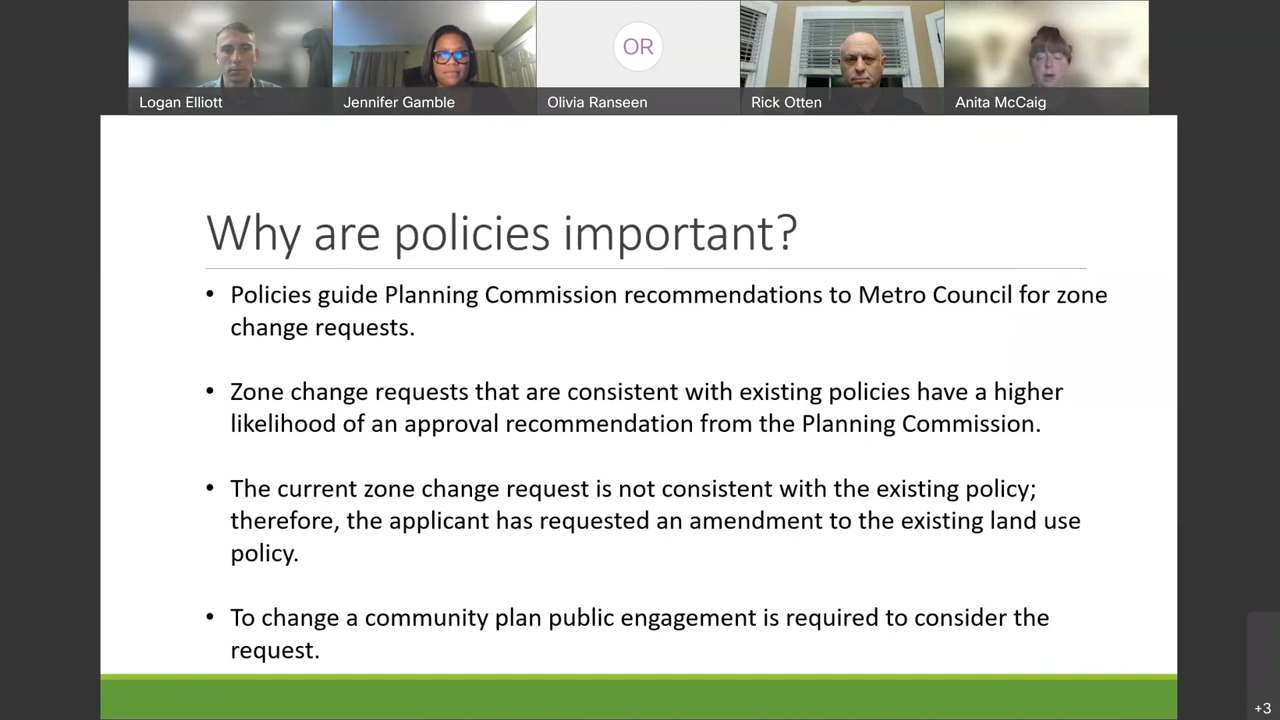 OR
Logan Elliott
Jennifer Gamble
Olivia Ranseen
Rick Otten
Anita McCaig
Why are policies important?
• Policies guide Planning Commission recommendations to Metro Council for zone
change requests.
• Zone change requests that are consistent with existing policies have a higher
likelihood of an approval recommendation from the Planning Commission.
• The current zone change request is not consistent with the existing policy;
therefore, the applicant has requested an amendment to the existing land use
policy.
• To change a community plan public engagement is required to consider the
request.
+3